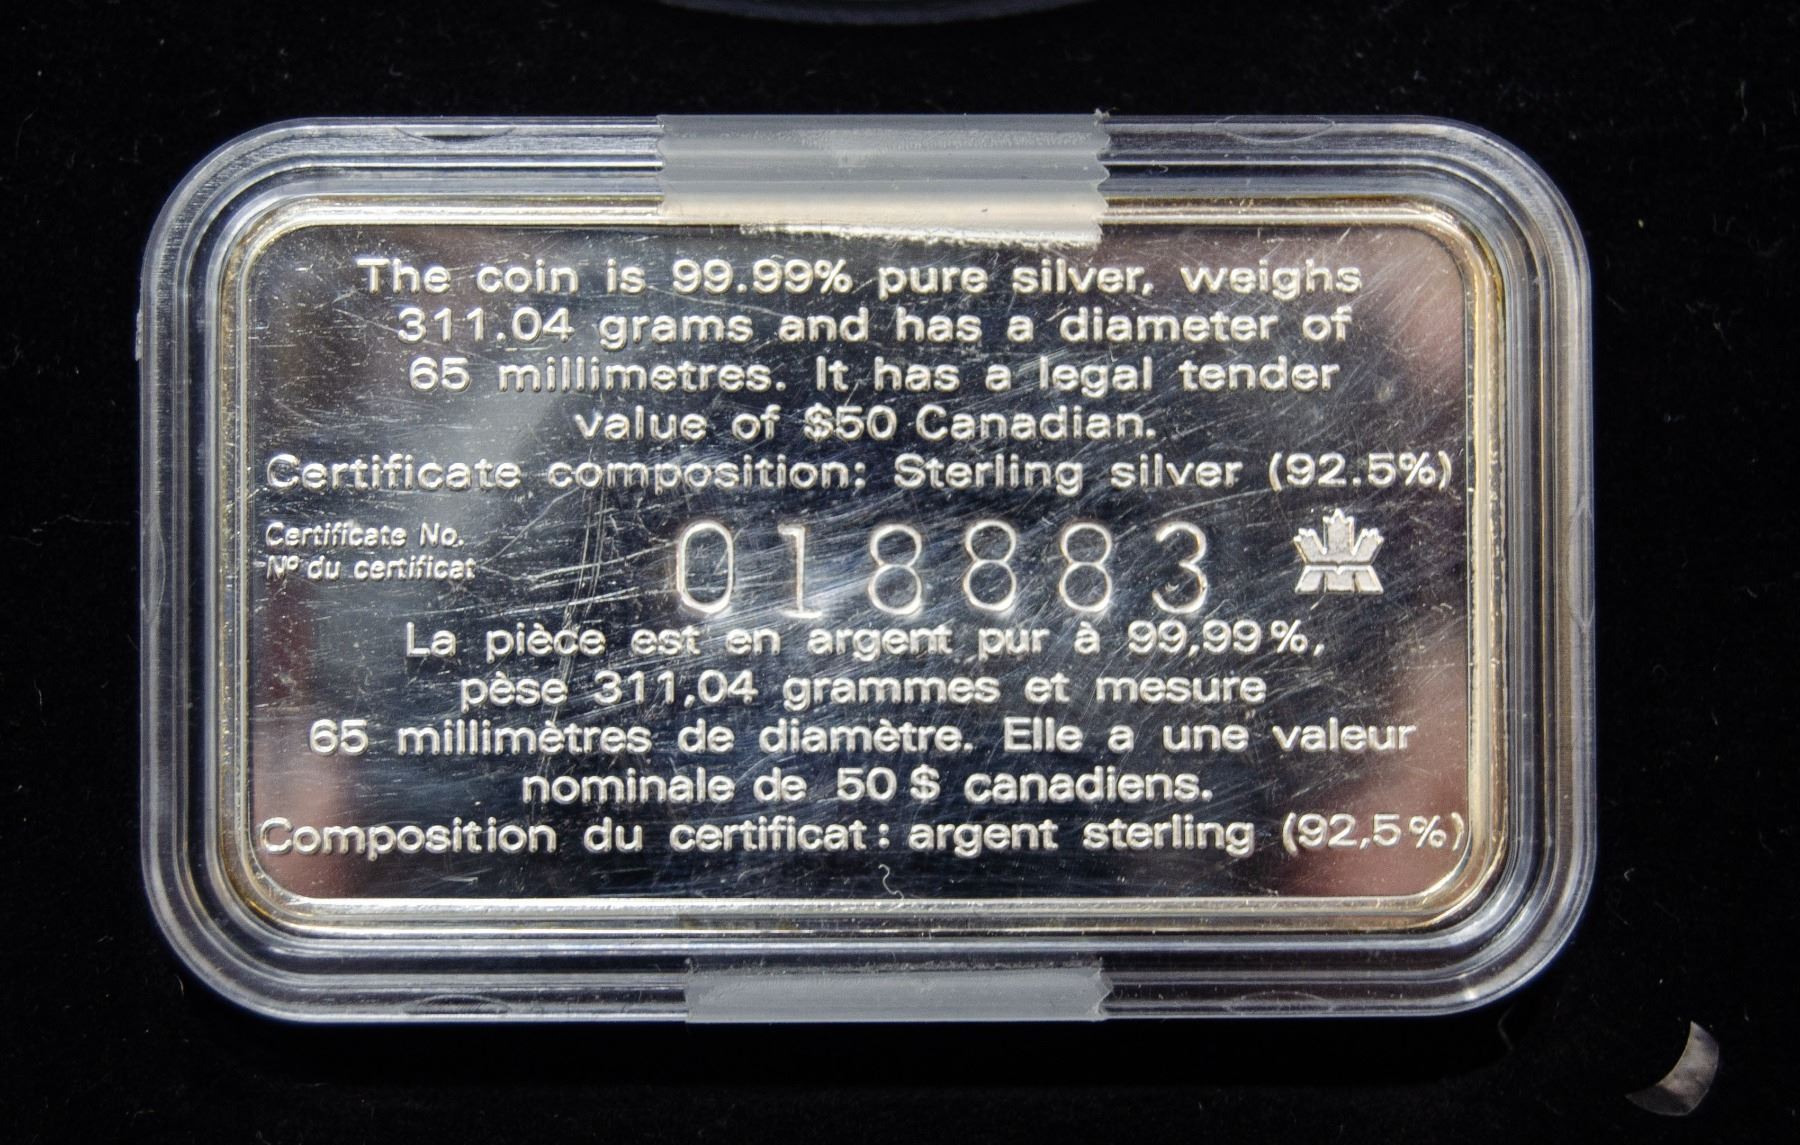 The coin is 99.99% pure silver, weighs
311.04 grams and has a diameter of
65 millimetres. It has a legal tender
value of $50 Canadian.
Certificate composition: Sterling silver (92.5%)
Certificate No.
Nº du certificat
018883
La pièce est en argent pur à 99,99 %,
pèse 311,04 grammes et mesure
65 millimètres de diamètre. Elle a une valeur
nominale de 50 $ canadiens.
Composition du certificat : argent sterling (92,5 %)